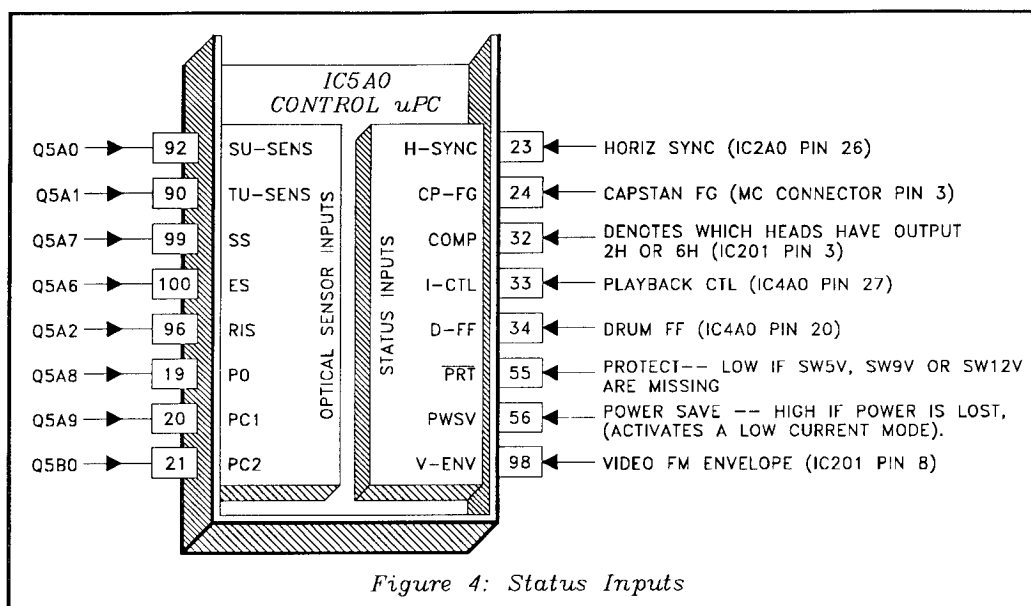 IC5A0
CONTROL uPC
Q5A0 92 SU-SENS
Q5A1 90 TU-SENS
Q5A7 99 SS
Q5A6 100 ES
Q5A2 96 RIS
Q5A8 19 P0
Q5A9 20 PC1
Q5B0 21 PC2
OPTICAL SENSOR INPUTS
STATUS INPUTS
H-SYNC 23 HORIZ SYNC (IC2A0 PIN 26)
CP-FG 24 CAPSTAN FG (MC CONNECTOR PIN 3)
COMP 32 DENOTES WHICH HEADS HAVE OUTPUT
2H OR 6H (IC201 PIN 3)
I-CTL 33 PLAYBACK CTL (IC4A0 PIN 27)
D-FF 34 DRUM FF (IC4A0 PIN 20)
PRT 55 PROTECT-- LOW IF SW5V, SW9V OR SW12V
ARE MISSING
PWSV 56 POWER SAVE -- HIGH IF POWER IS LOST,
(ACTIVATES A LOW CURRENT MODE).
V-ENV 98 VIDEO FM ENVELOPE (IC201 PIN 8)
Figure 4: Status Inputs